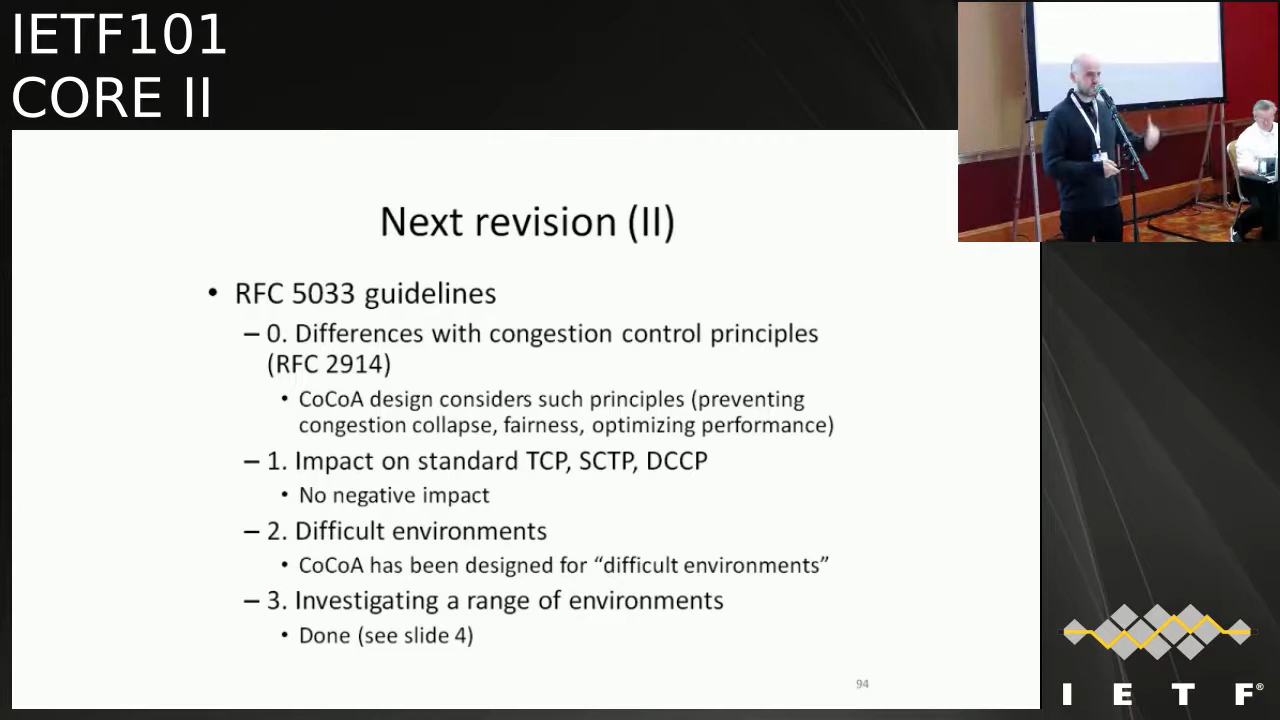 IETF101
CORE II
Next revision (II)
• RFC 5033 guidelines
– 0. Differences with congestion control principles
(RFC 2914)
• CoCoA design considers such principles (preventing
congestion collapse, fairness, optimizing performance)
– 1. Impact on standard TCP, SCTP, DCCP
• No negative impact
– 2. Difficult environments
• CoCoA has been designed for “difficult environments”
– 3. Investigating a range of environments
• Done (see slide 4)
94
I E T F®